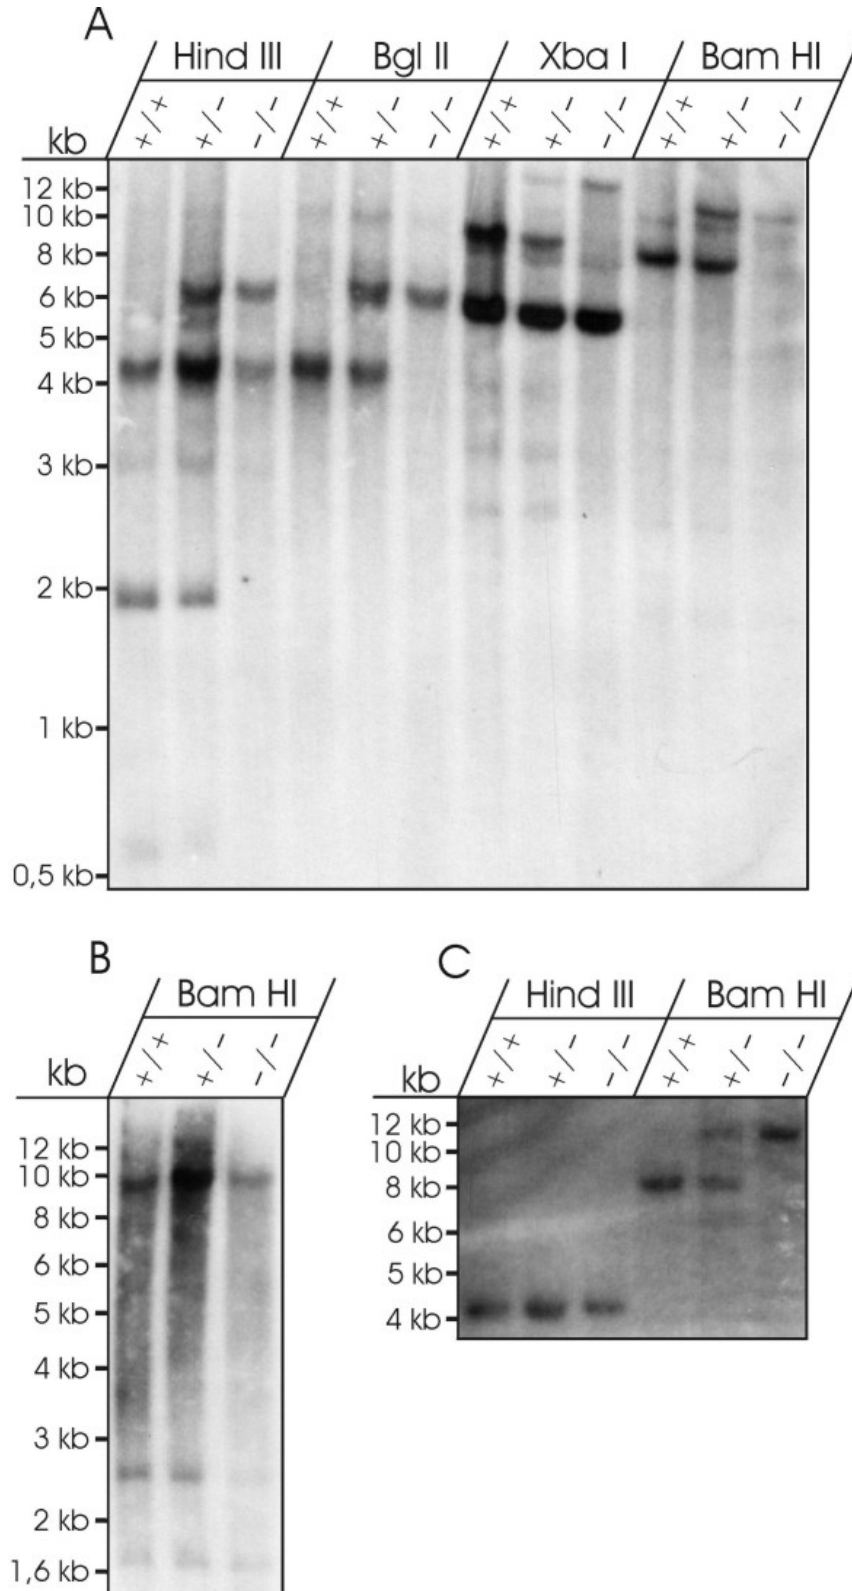 A
Hind III Bgl II Xba I Bam HI
kb +/+ +/- -/- +/+ +/- -/- +/+ +/- -/- +/+ +/- -/-
12 kb
10 kb
8 kb
6 kb
5 kb
4 kb
3 kb
2 kb
1 kb
0,5 kb
B
Bam HI
kb +/+ +/- -/-
12 kb
10 kb
8 kb
6 kb
5 kb
4 kb
3 kb
2 kb
1,6 kb
C
Hind III Bam HI
kb +/+ +/- -/- +/+ +/- -/-
12 kb
10 kb
8 kb
6 kb
5 kb
4 kb